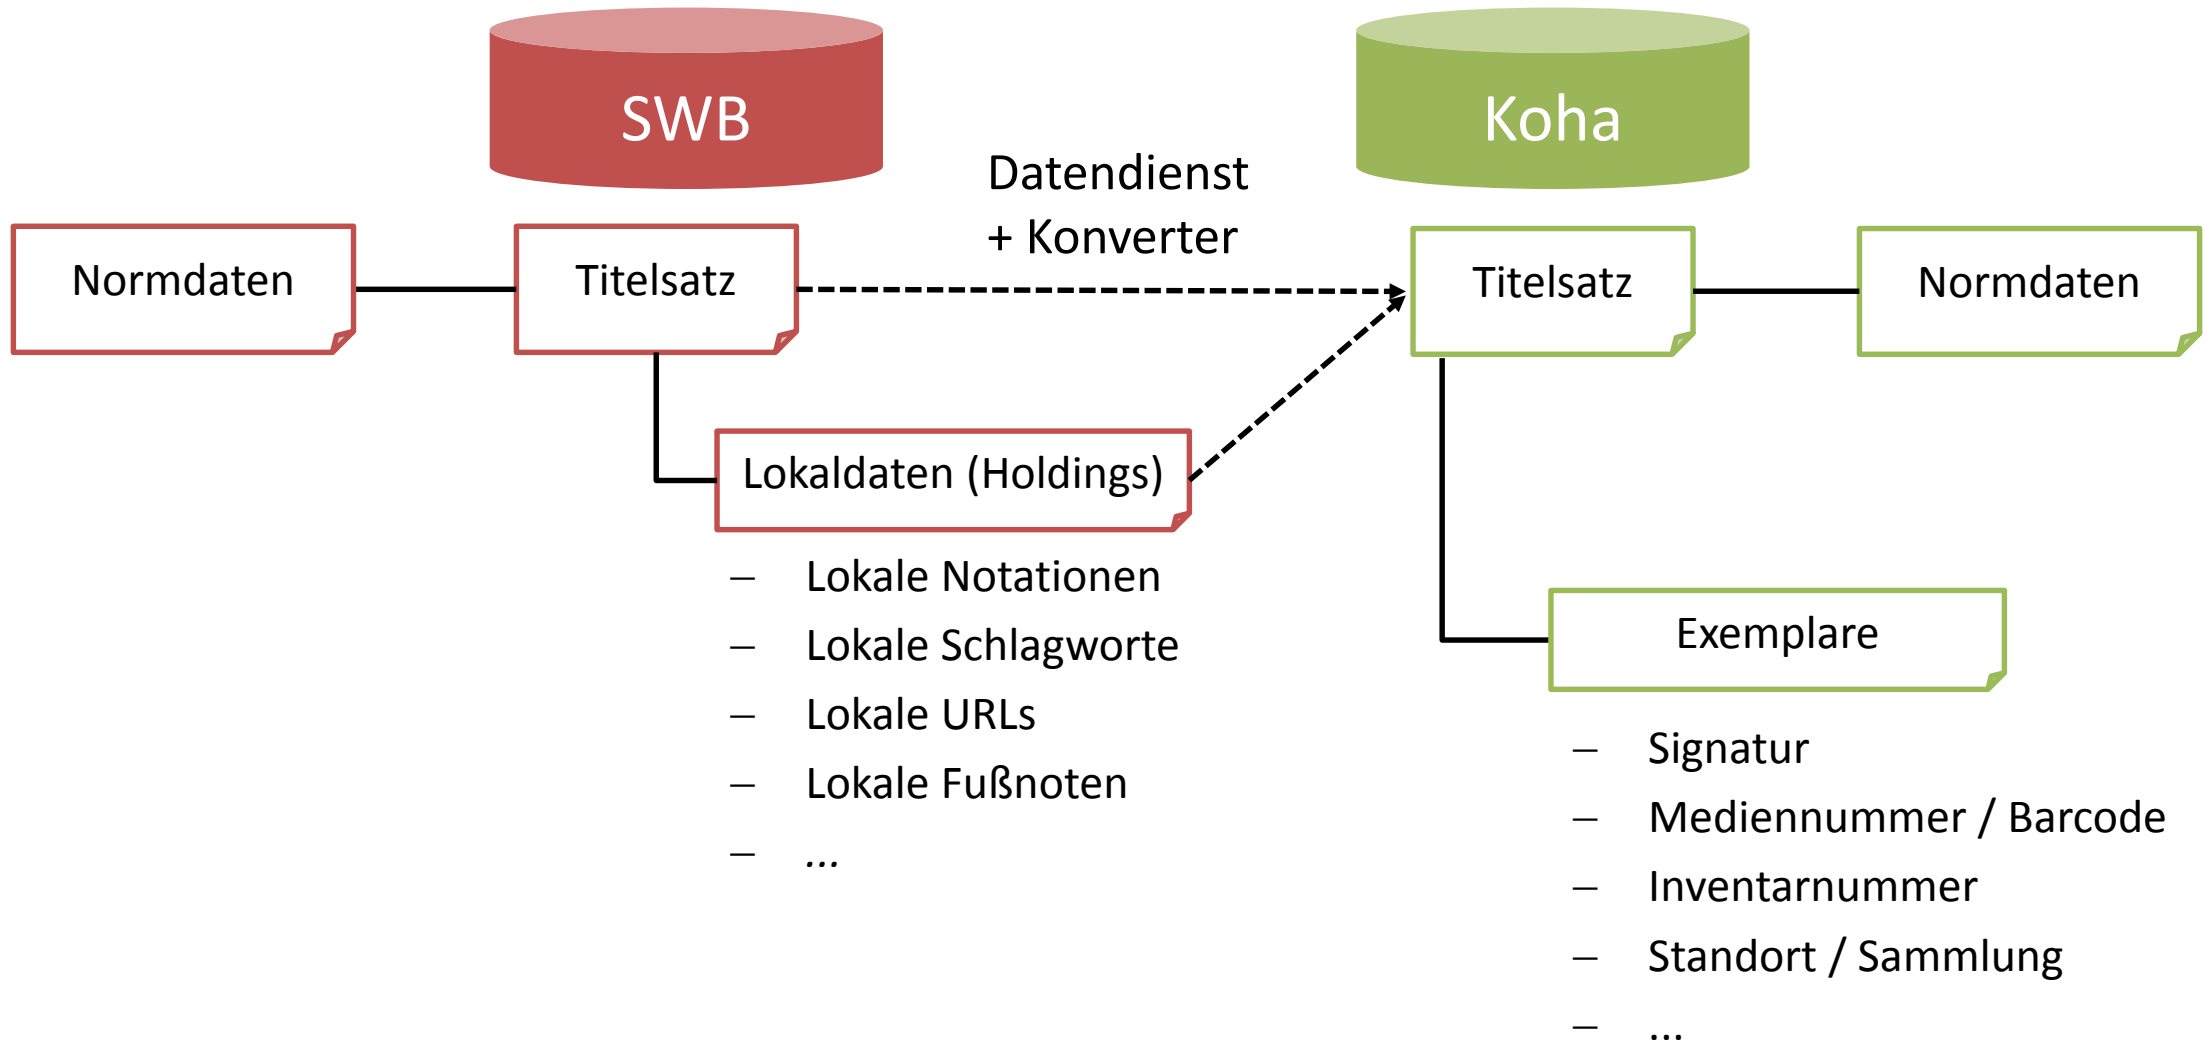 SWB
Koha
Datendienst
+ Konverter
Normdaten
Titelsatz
Titelsatz
Normdaten
Lokaldaten (Holdings)
– Lokale Notationen
– Lokale Schlagworte
– Lokale URLs
– Lokale Fußnoten
– ...
Exemplare
– Signatur
– Mediennummer / Barcode
– Inventarnummer
– Standort / Sammlung
– ...